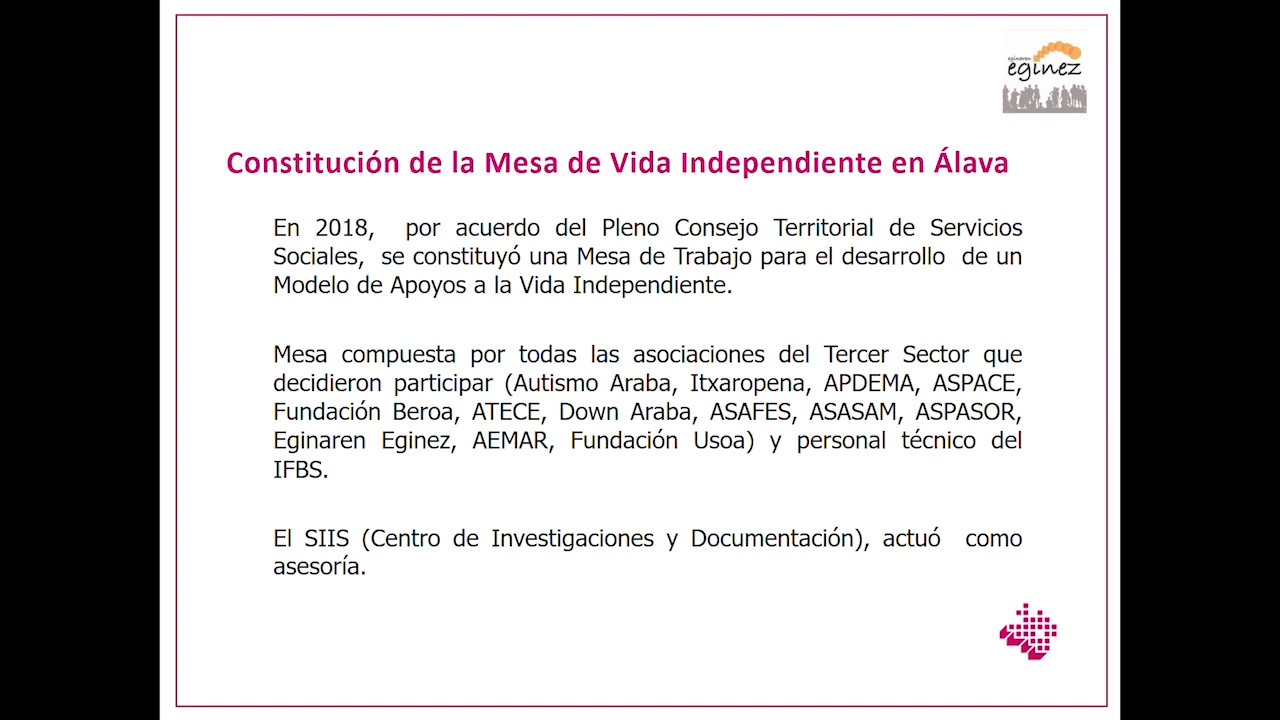 eginaren
eginez
Constitución de la Mesa de Vida Independiente en Álava
En 2018, por acuerdo del Pleno Consejo Territorial de Servicios
Sociales, se constituyó una Mesa de Trabajo para el desarrollo de un
Modelo de Apoyos a la Vida Independiente.
Mesa compuesta por todas las asociaciones del Tercer Sector que
decidieron participar (Autismo Araba, Itxaropena, APDEMA, ASPACE,
Fundación Beroa, ATECE, Down Araba, ASAFES, ASASAM, ASPASOR,
Eginaren Eginez, AEMAR, Fundación Usoa) y personal técnico del
IFBS.
El SIIS (Centro de Investigaciones y Documentación), actuó como
asesoría.